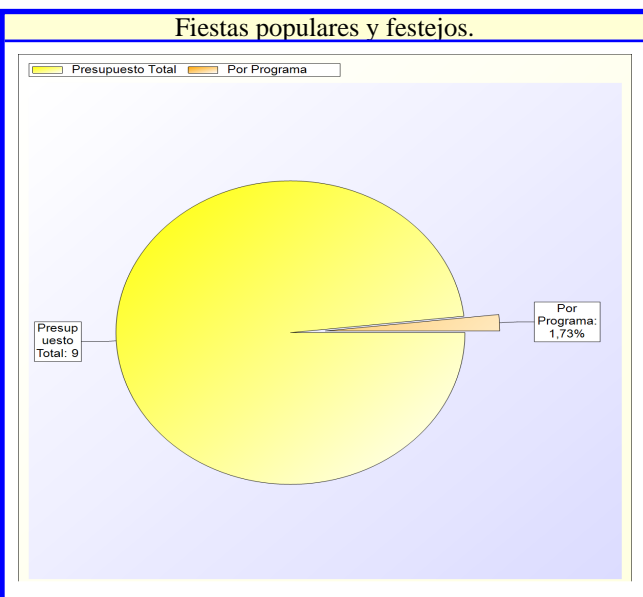 Fiestas populares y festejos.
Presupuesto Total Por Programa
Por
Programa:
1,73%
Presup
uesto
Total: 9